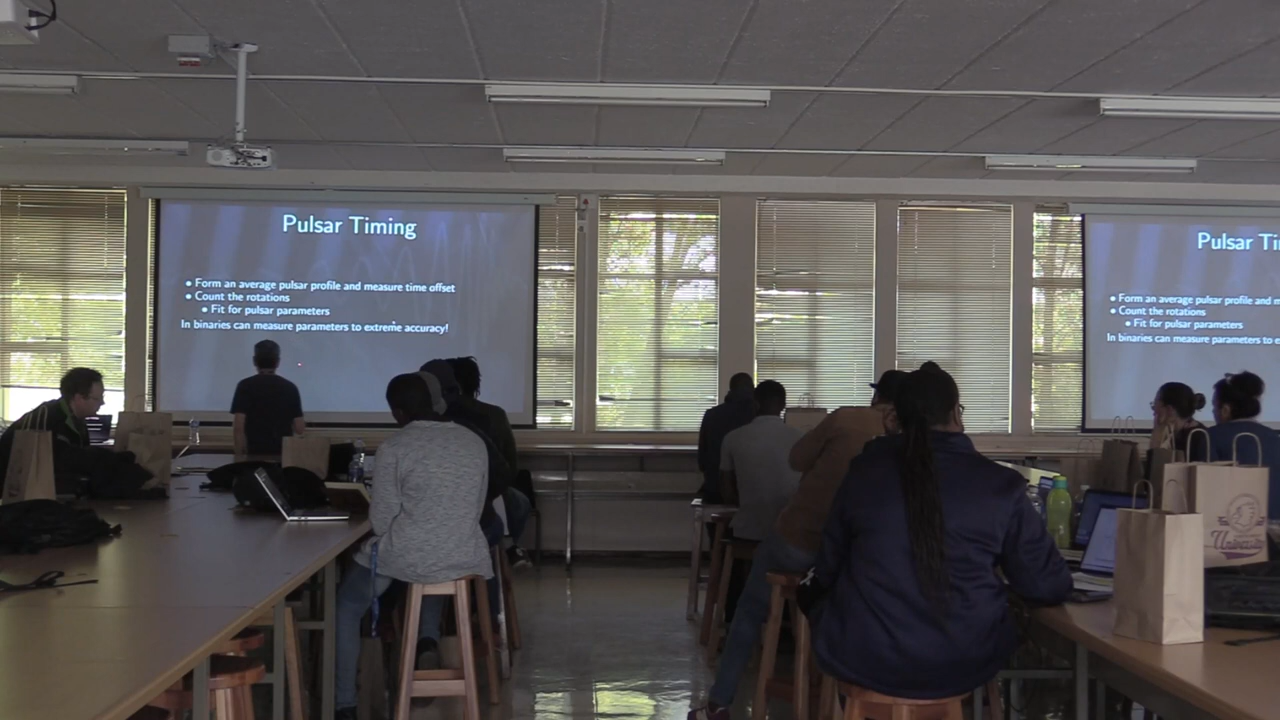 Pulsar Timing
• Form an average pulsar profile and measure time offset
• Count the rotations
• Fit for pulsar parameters
In binaries can measure parameters to extreme accuracy!
Pulsar Ti
• Form an average pulsar profile and m
• Count the rotations
• Fit for pulsar parameters
In binaries can measure parameters to e
University